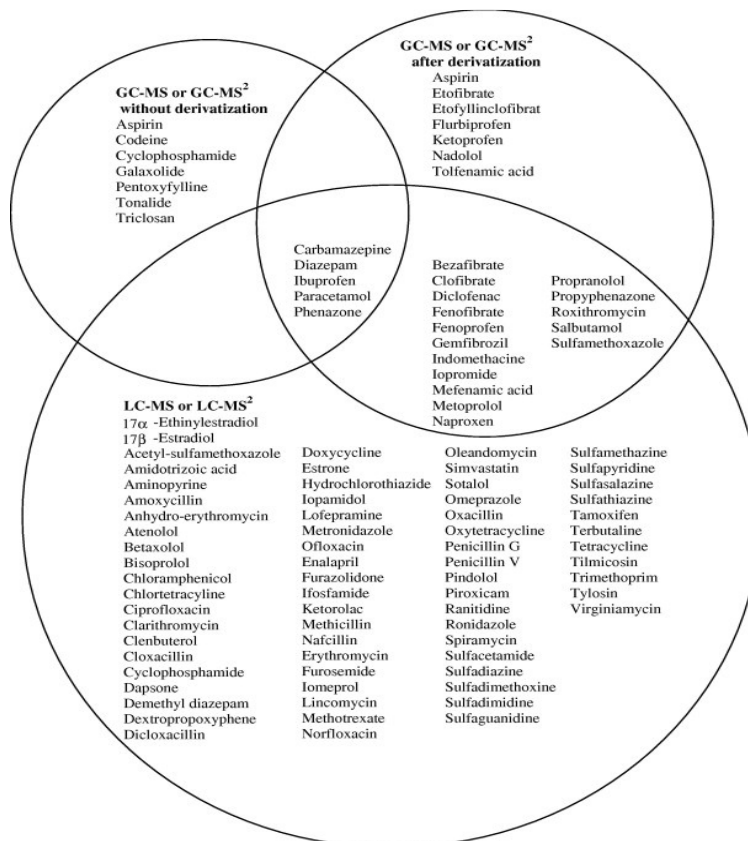 GC-MS or GC-MS²
without derivatization
Aspirin
Codeine
Cyclophosphamide
Galaxolide
Pentoxyfylline
Tonalide
Triclosan
GC-MS or GC-MS²
after derivatization
Aspirin
Etofibrate
Etofyllinclofibrat
Flurbiprofen
Ketoprofen
Nadolol
Tolfenamic acid
Carbamazepine
Diazepam
Ibuprofen
Paracetamol
Phenazone
Bezafibrate
Clofibrate
Diclofenac
Fenofibrate
Fenoprofen
Gemfibrozil
Indomethacine
Iopromide
Mefenamic acid
Metoprolol
Naproxen
Propranolol
Propyphenazone
Roxithromycin
Salbutamol
Sulfamethoxazole
LC-MS or LC-MS²
17α -Ethinylestradiol
17β -Estradiol
Acetyl-sulfamethoxazole
Amidotrizoic acid
Aminopyrine
Amoxycillin
Anhydro-erythromycin
Atenolol
Betaxolol
Bisoprolol
Chloramphenicol
Chlortetracyline
Ciprofloxacin
Clarithromycin
Clenbuterol
Cloxacillin
Cyclophosphamide
Dapsone
Demethyl diazepam
Dextropropoxyphene
Dicloxacillin
Doxycycline
Estrone
Hydrochlorothiazide
Iopamidol
Lofepramine
Metronidazole
Ofloxacin
Enalapril
Furazolidone
Ifosfamide
Ketorolac
Methicillin
Nafcillin
Erythromycin
Furosemide
Iomeprol
Lincomycin
Methotrexate
Norfloxacin
Oleandomycin
Simvastatin
Sotalol
Omeprazole
Oxacillin
Oxytetracycline
Penicillin G
Penicillin V
Pindolol
Piroxicam
Ranitidine
Ronidazole
Spiramycin
Sulfacetamide
Sulfadiazine
Sulfadimethoxine
Sulfadimidine
Sulfaguanidine
Sulfamethazine
Sulfapyridine
Sulfasalazine
Sulfathiazine
Tamoxifen
Terbutaline
Tetracycline
Tilmicosin
Trimethoprim
Tylosin
Virginiamycin